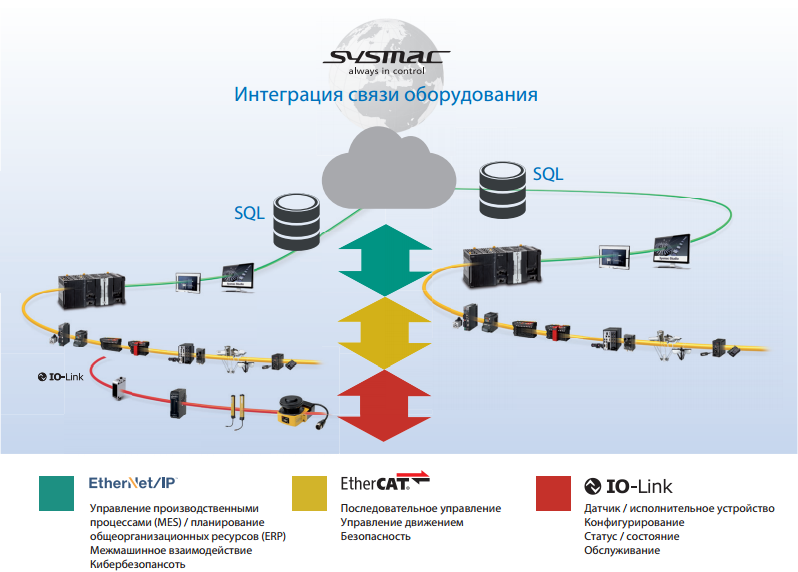 sysmac
always in control
Интеграция связи оборудования
SQL
SQL
IO-Link
EtherNet/IP™
Управление производственными
процессами (MES) / планирование
общеорганизационных ресурсов (ERP)
Межмашинное взаимодействие
Кибербезопансоть
EtherCAT®
Последовательное управление
Управление движением
Безопасность
IO-Link
Датчик / исполнительное устройство
Конфигурирование
Статус / состояние
Обслуживание